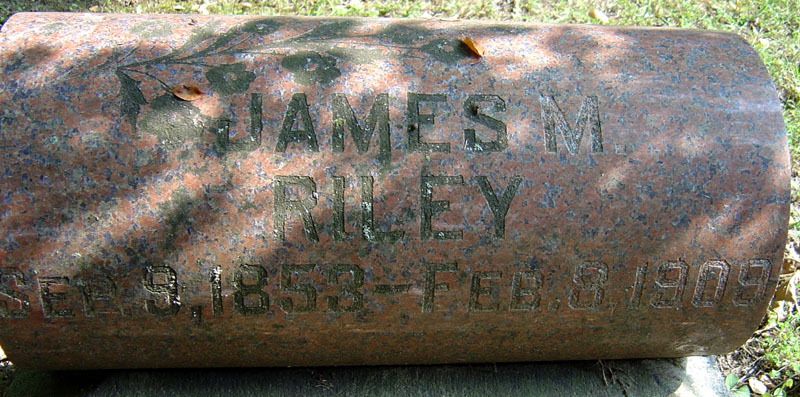 JAMES M.
RILEY
SEP. 9, 1853 - FEB. 8, 1909